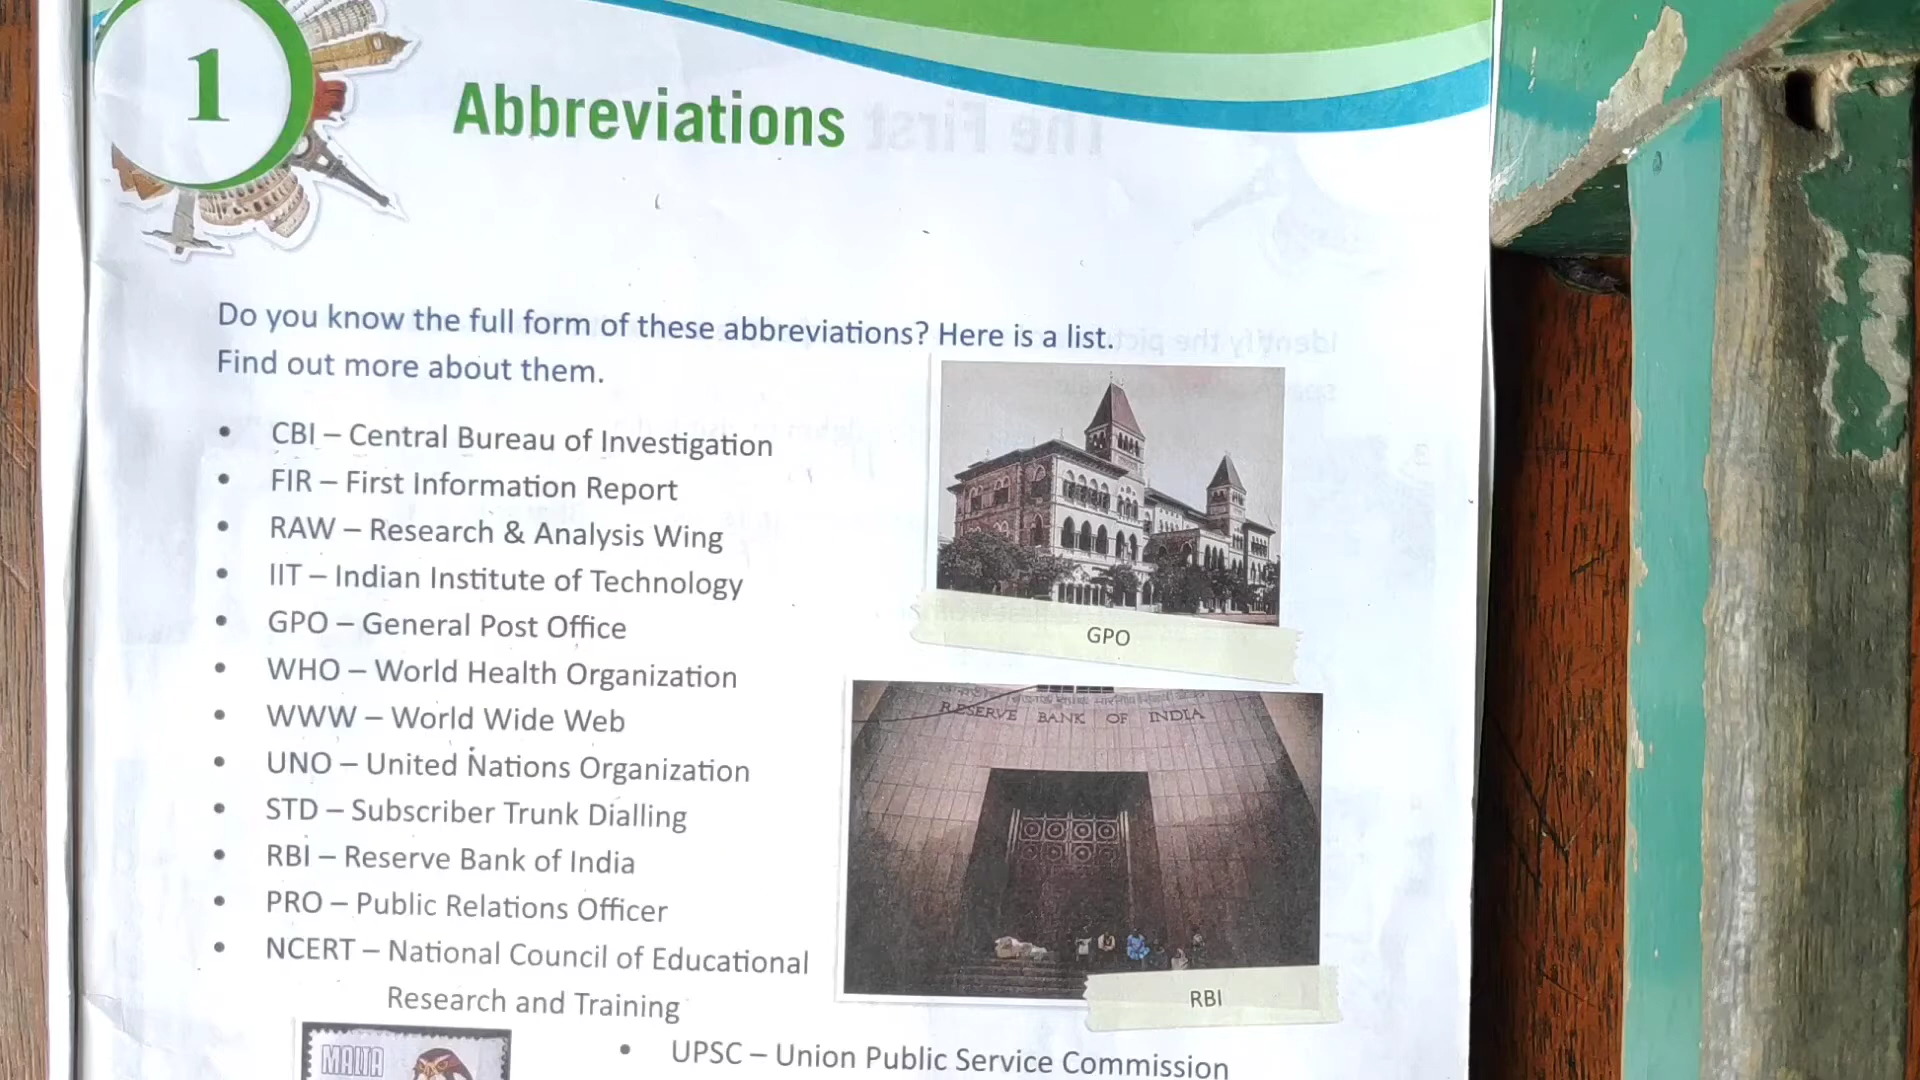 1
Abbreviations
Do you know the full form of these abbreviations? Here is a list.
Find out more about them.
• CBI – Central Bureau of Investigation
• FIR – First Information Report
• RAW – Research & Analysis Wing
• IIT – Indian Institute of Technology
• GPO – General Post Office
• WHO – World Health Organization
• WWW – World Wide Web
• UNO – United Nations Organization
• STD – Subscriber Trunk Dialling
• RBI – Reserve Bank of India
• PRO – Public Relations Officer
• NCERT – National Council of Educational
Research and Training
GPO
RESERVE BANK OF INDIA
RBI
MALTA
• UPSC – Union Public Service Commission